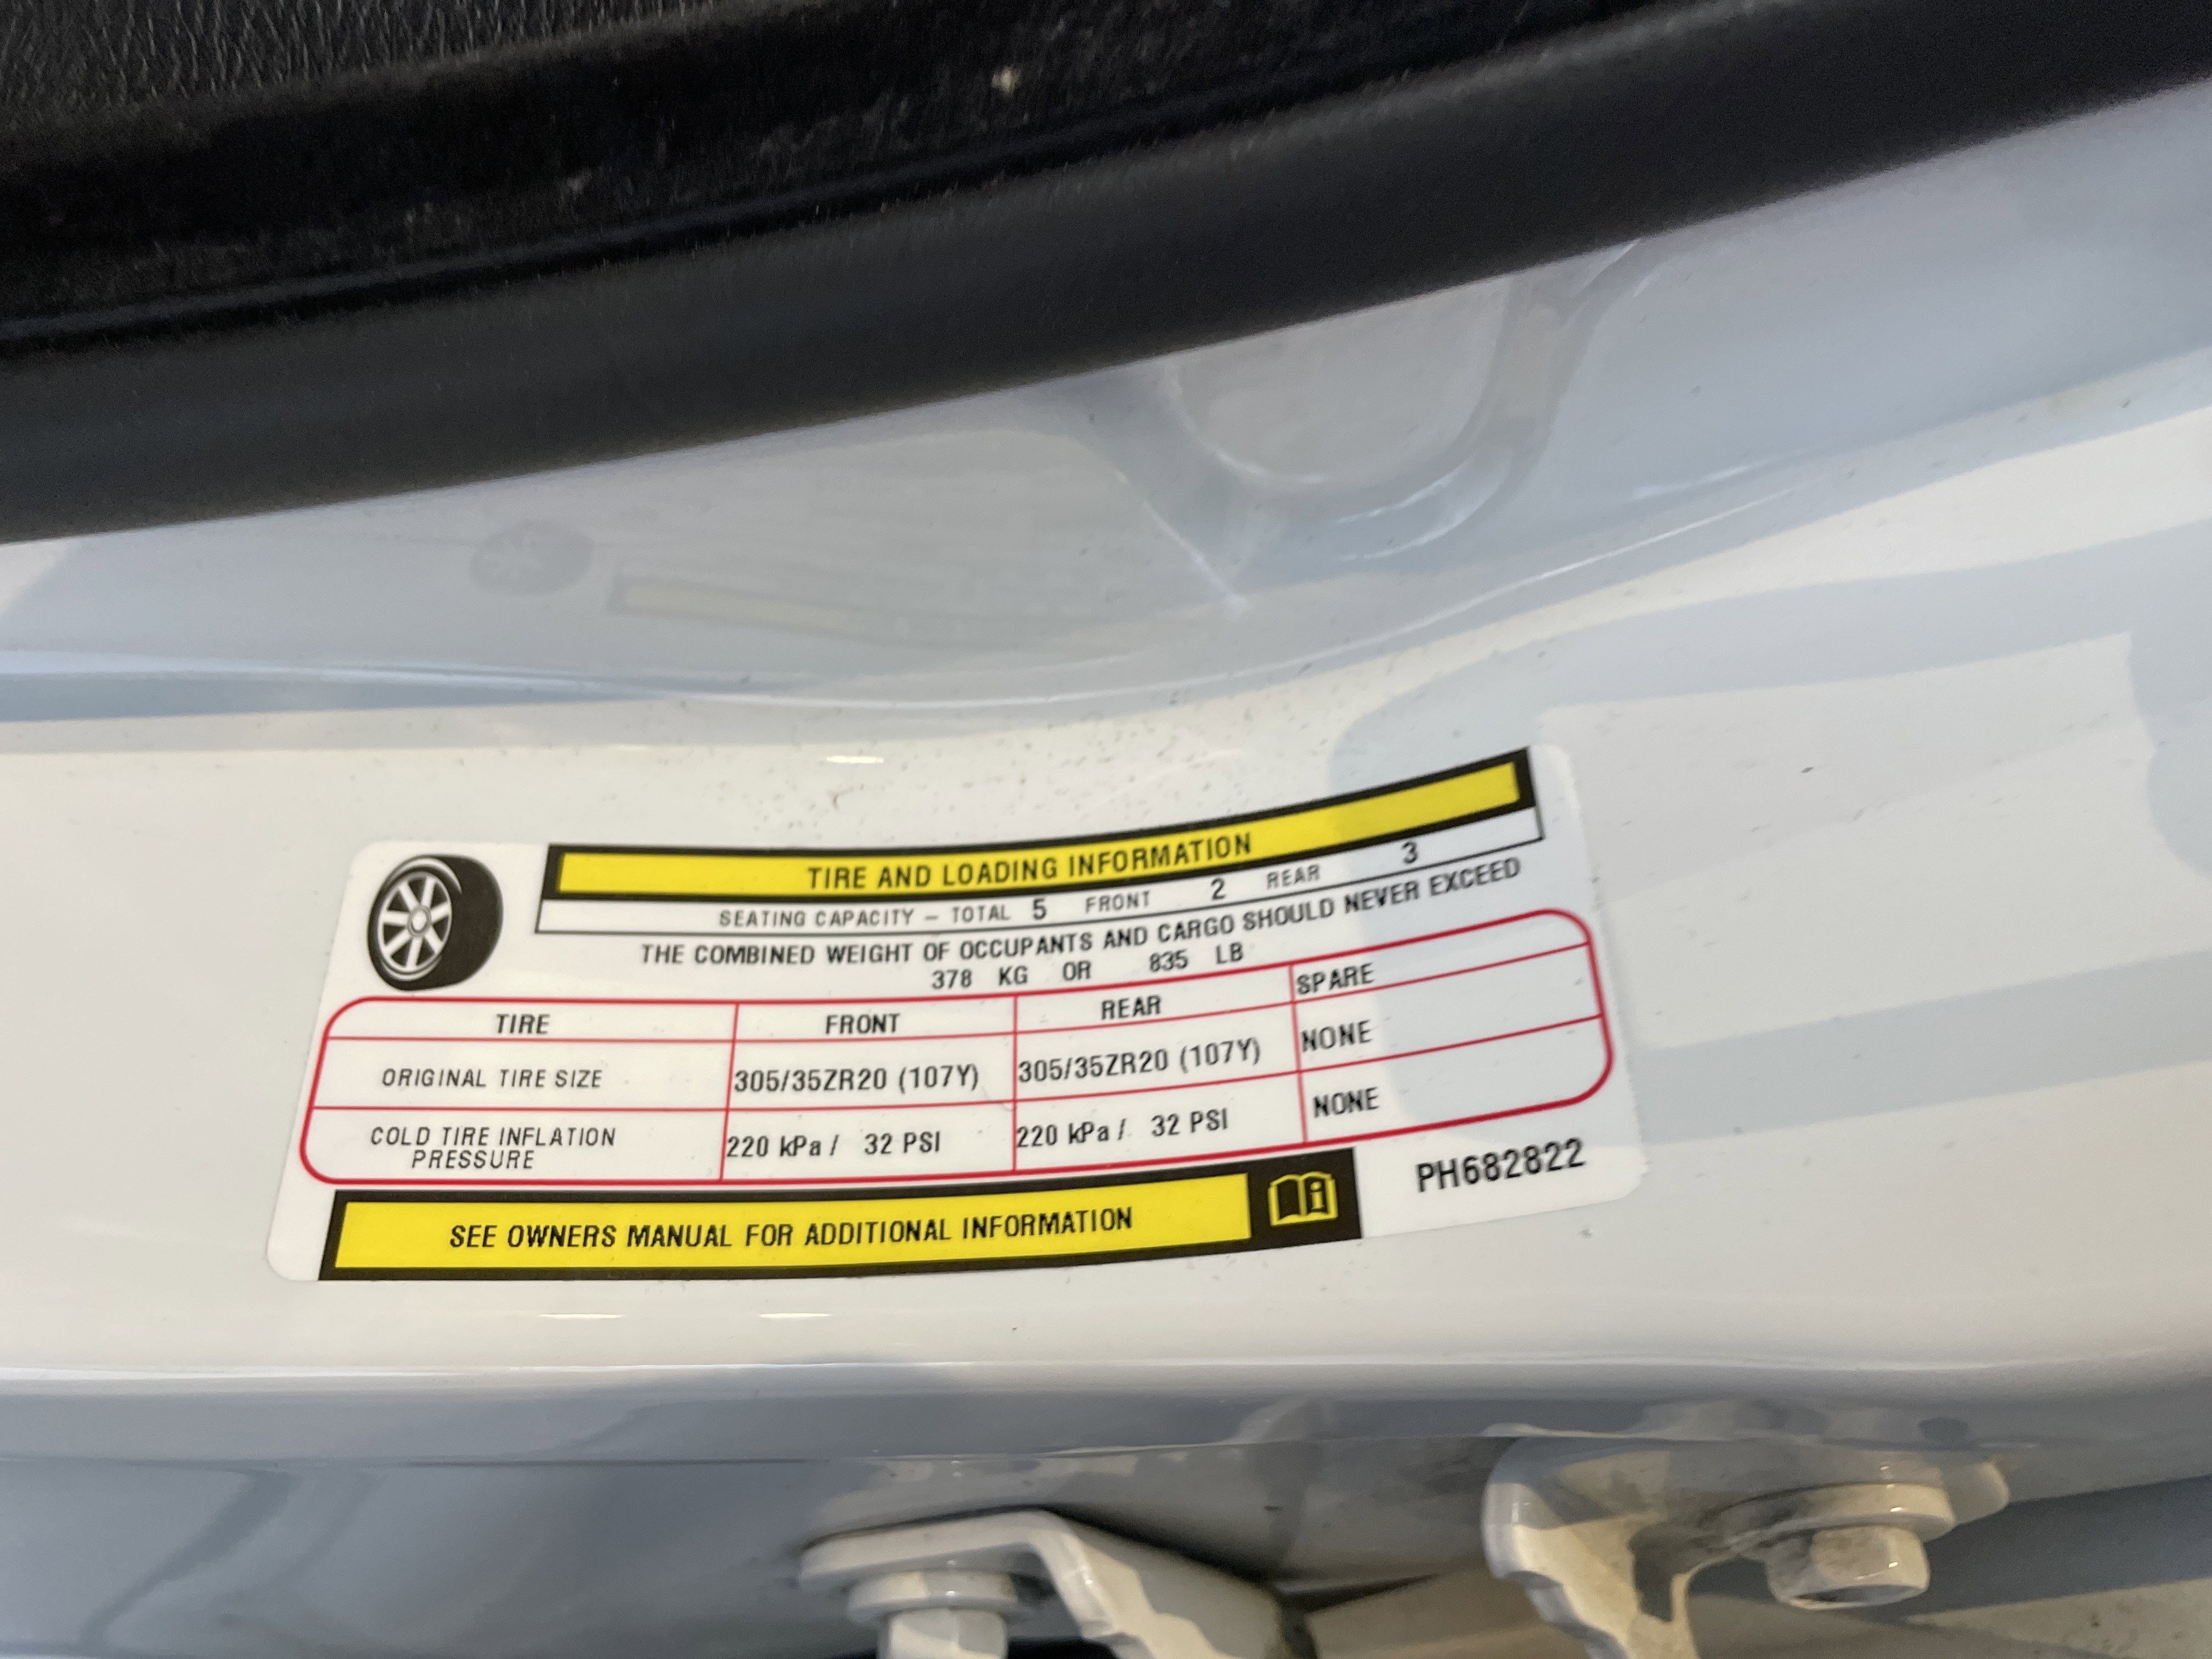 TIRE AND LOADING INFORMATION
SEATING CAPACITY – TOTAL 5 FRONT 2 REAR 3
THE COMBINED WEIGHT OF OCCUPANTS AND CARGO SHOULD NEVER EXCEED
378 KG OR 835 LB
TIRE FRONT REAR SPARE
ORIGINAL TIRE SIZE 305/35ZR20 (107Y) 305/35ZR20 (107Y) NONE
COLD TIRE INFLATION
PRESSURE 220 kPa / 32 PSI 220 kPa / 32 PSI NONE
SEE OWNERS MANUAL FOR ADDITIONAL INFORMATION
PH682822